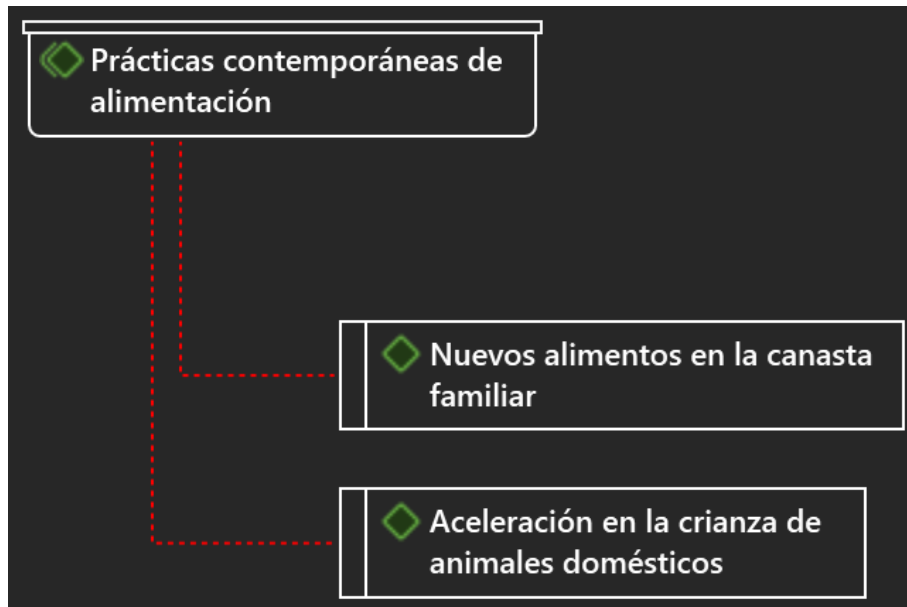 Prácticas contemporáneas de
alimentación
Nuevos alimentos en la canasta
familiar
Aceleración en la crianza de
animales domésticos